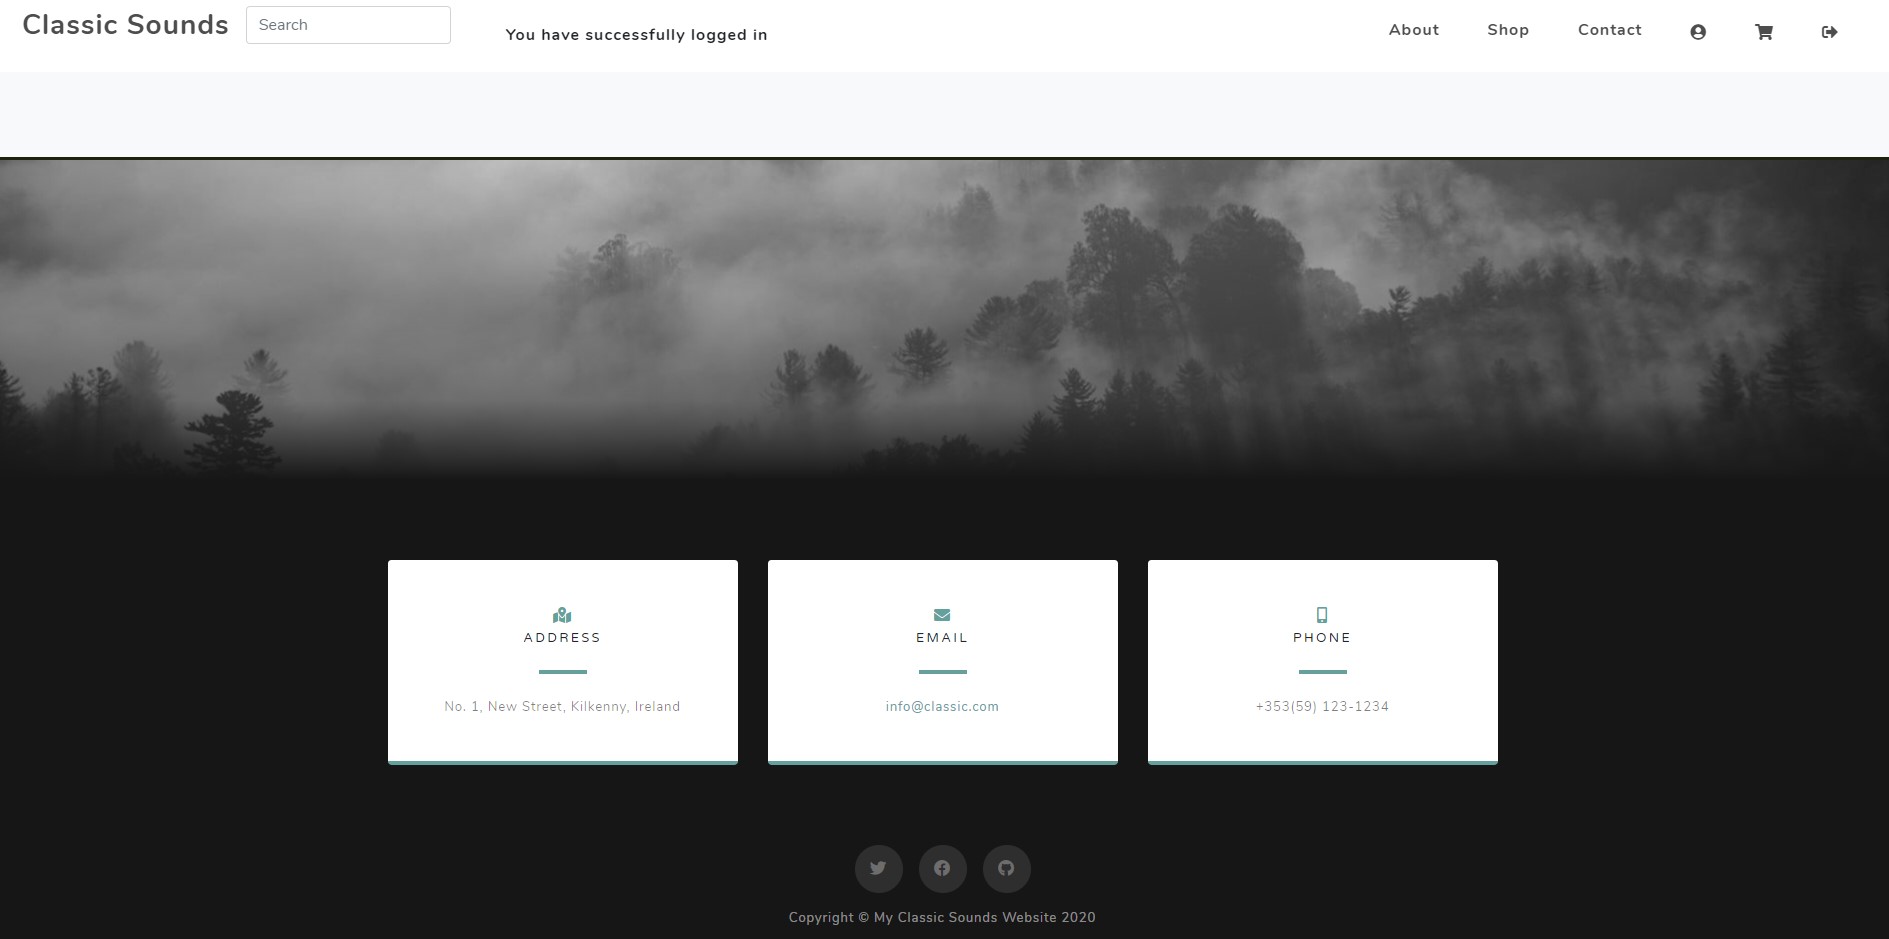 Classic Sounds
Search
You have successfully logged in
About
Shop
Contact
ADDRESS
No. 1, New Street, Kilkenny, Ireland
EMAIL
info@classic.com
PHONE
+353(59) 123-1234
Copyright © My Classic Sounds Website 2020